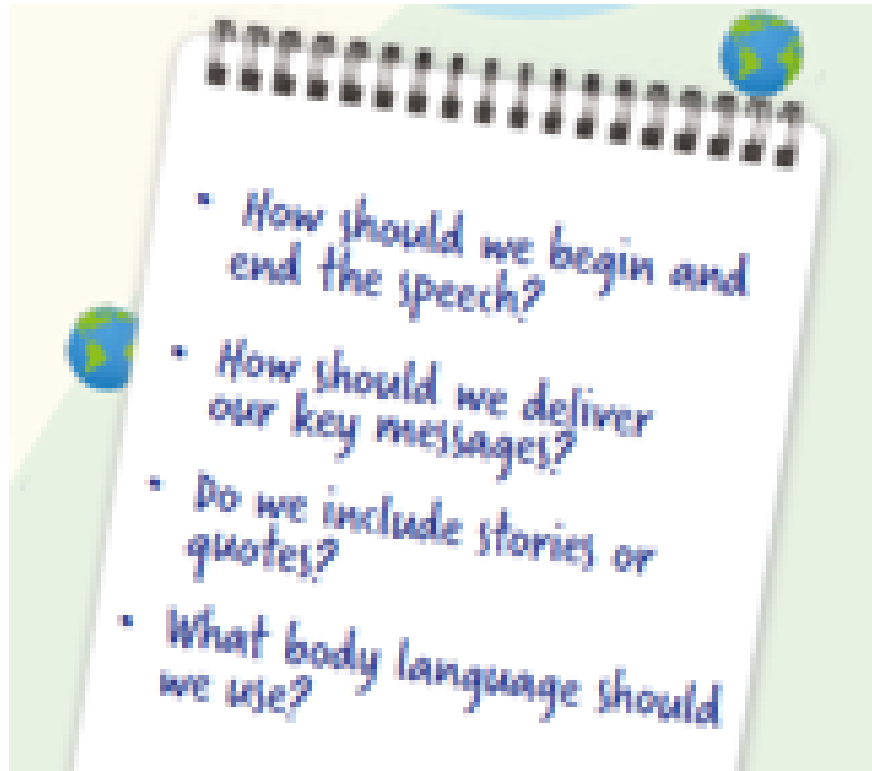 • How should we begin and
end the speech?
• How should we deliver
our key messages?
• Do we include stories or
quotes?
• What body language should
we use?